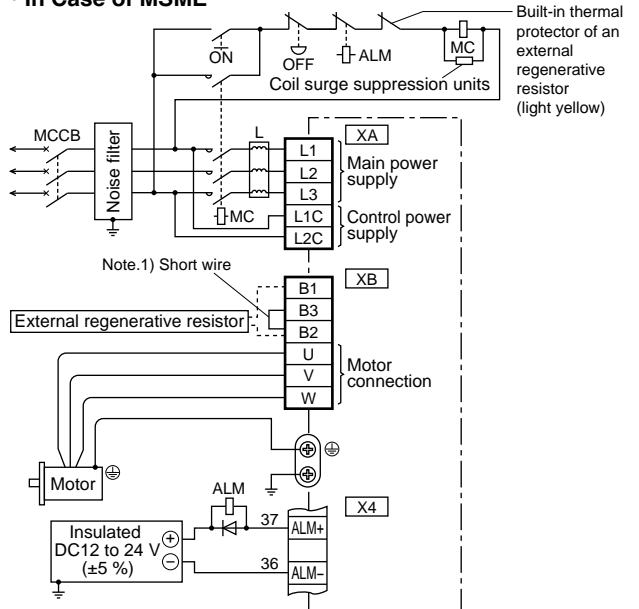 • In Case of MSME
Built-in thermal
protector of an
external
regenerative
resistor
(light yellow)
ON
OFF
ALM
MC
Coil surge suppression units
MCCB
Noise filter
L
XA
L1
L2
L3
Main power
supply
MC
L1C
L2C
Control power
supply
Note.1) Short wire
XB
B1
B3
B2
External regenerative resistor
U
V
W
Motor
connection
Motor
ALM
X4
Insulated
DC12 to 24 V
(±5 %)
+
−
37
ALM+
36
ALM−